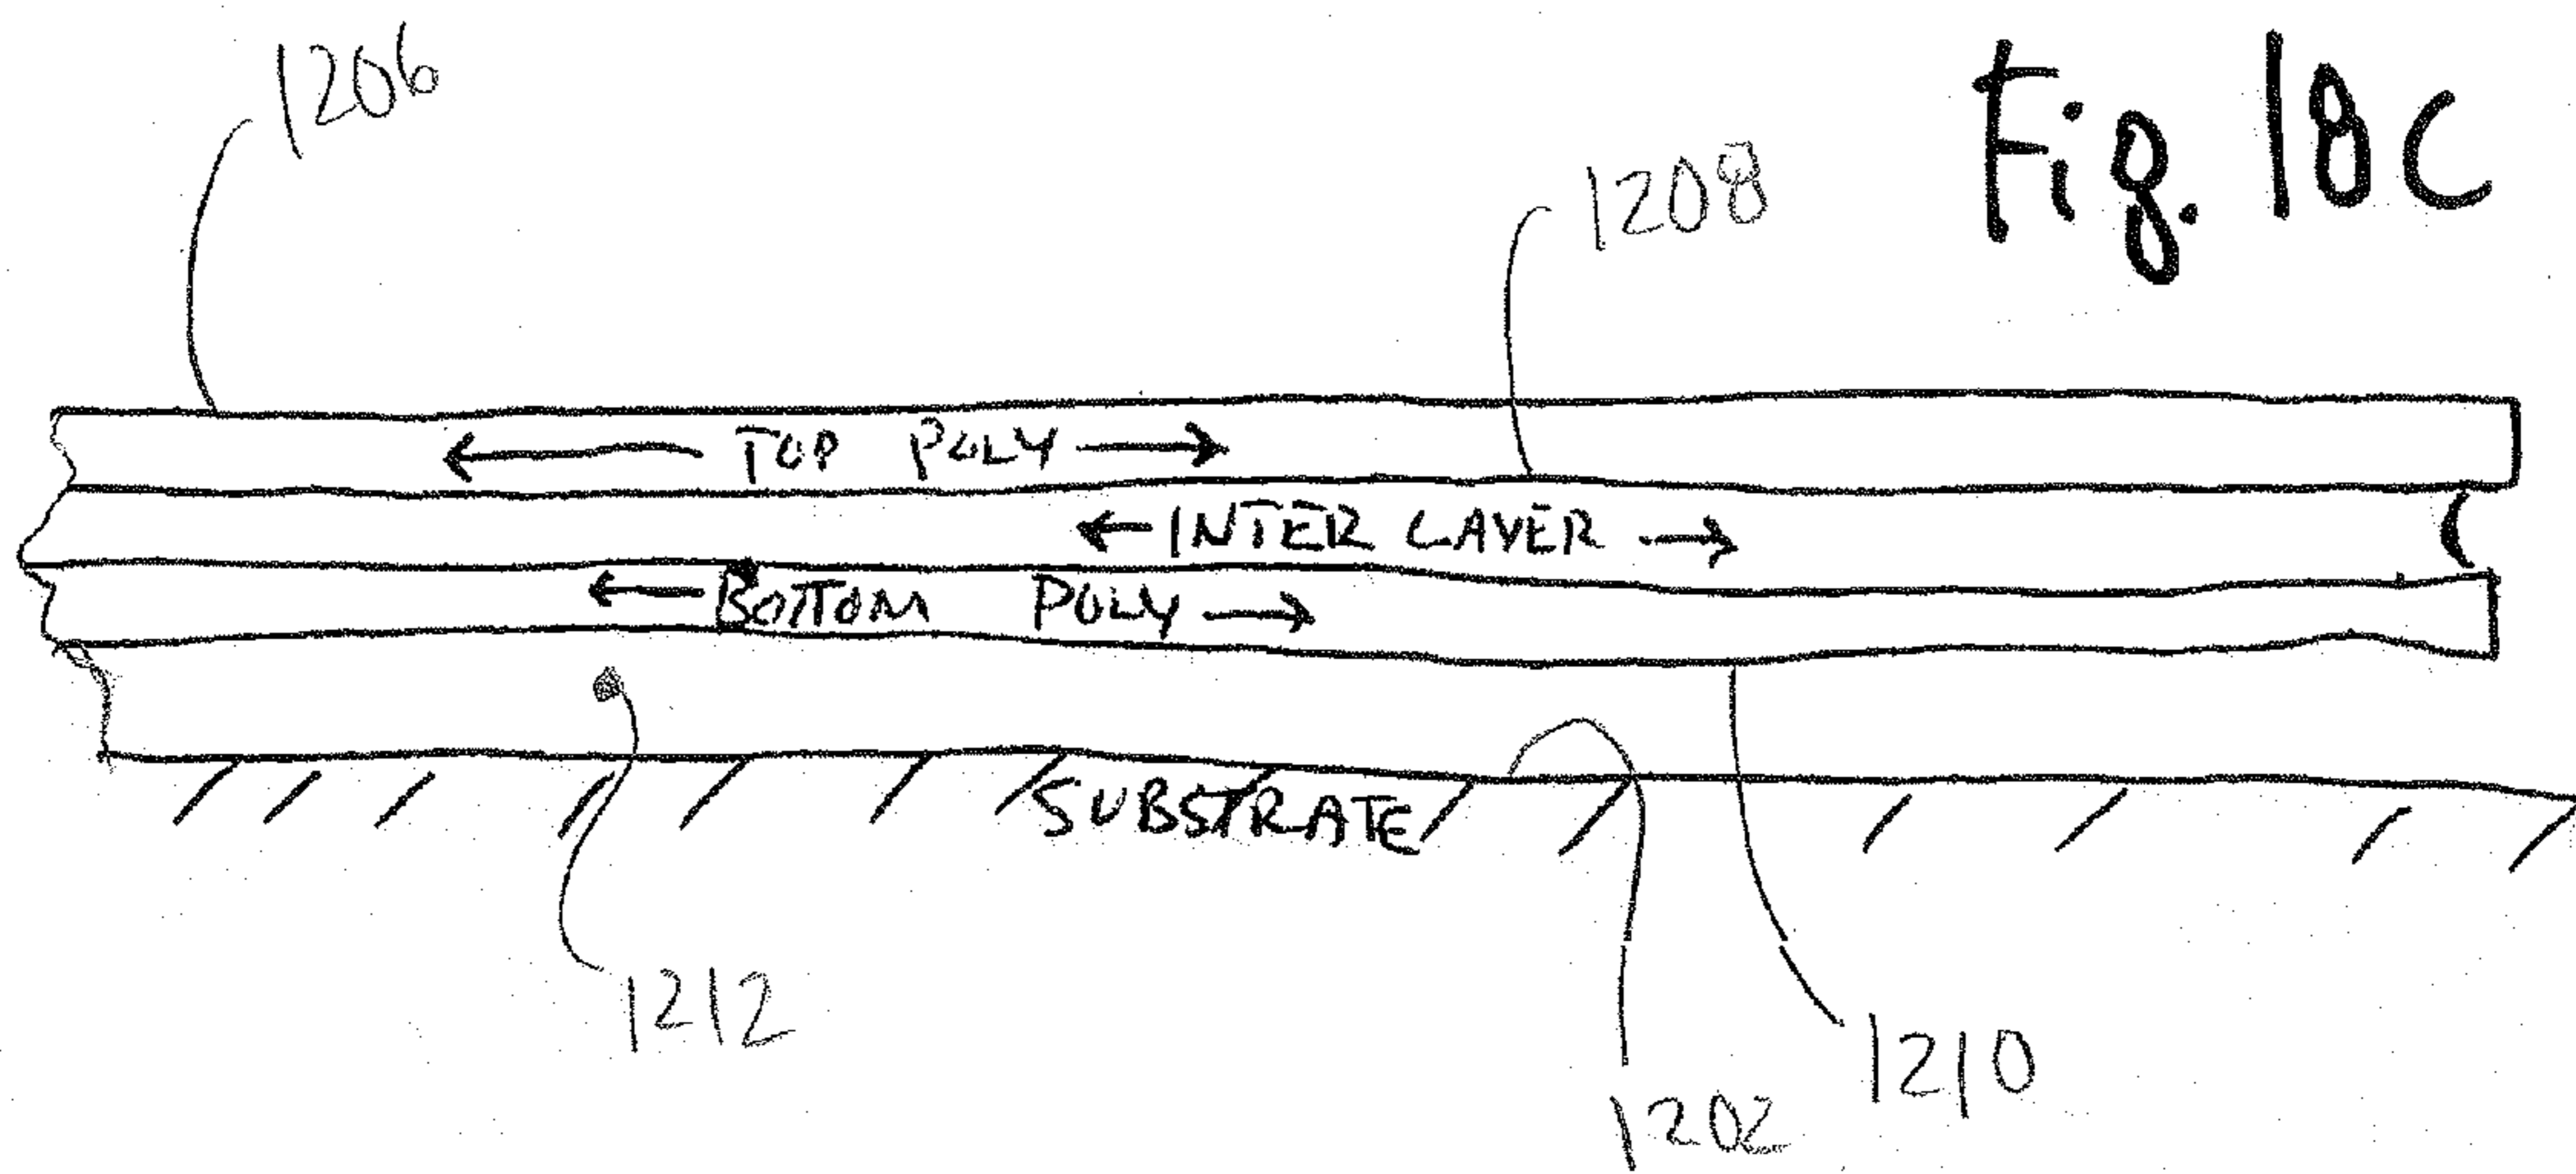 1206
Fig. 18C
1208
← TOP POLY →
← INTER LAYER →
← BOTTOM POLY →
SUBSTRATE
1212
1210
1202